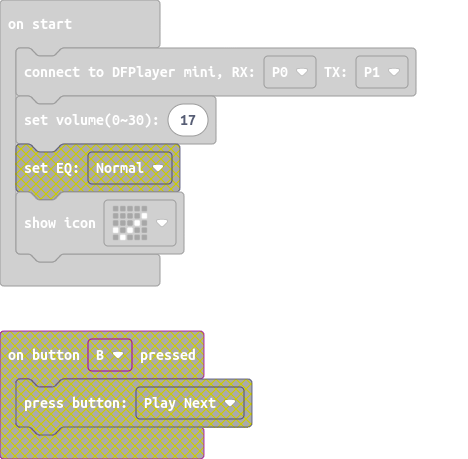 on start
connect to DFPlayer mini, RX: P0 TX: P1
set volume(0~30): 17
set EQ: Normal
show icon
on button B pressed
press button: Play Next